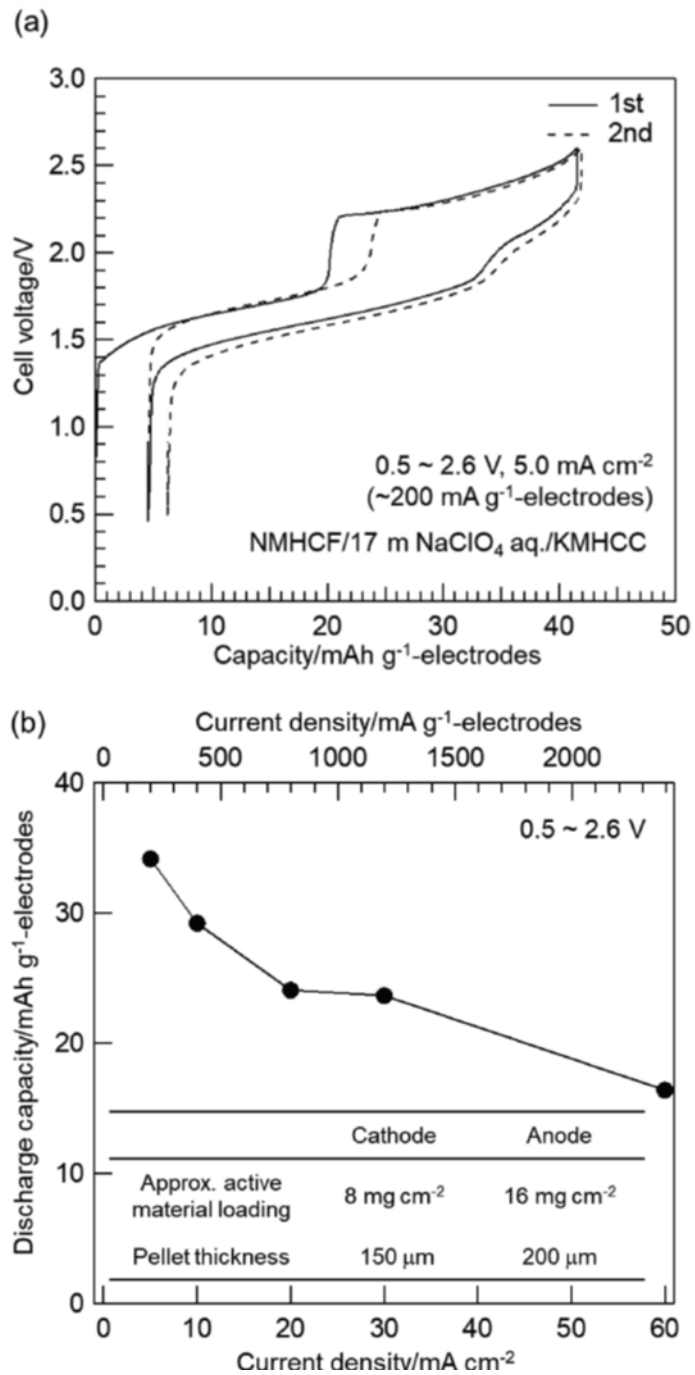 (a)
3.0
2.5
2.0
1.5
1.0
0.5
0.0
Cell voltage/V
1st
2nd
0.5 ~ 2.6 V, 5.0 mA cm⁻²
(~200 mA g⁻¹-electrodes)
NMHCF/17 m NaClO₄ aq./KMHCC
0 10 20 30 40 50
Capacity/mAh g⁻¹-electrodes
(b)
Current density/mA g⁻¹-electrodes
0 400 800 1200 1600 2000
40
30
20
10
0
Discharge capacity/mAh g⁻¹-electrodes
0.5 ~ 2.6 V
Cathode Anode
Approx. active
material loading 8 mg cm⁻² 16 mg cm⁻²
Pellet thickness 150 μm 200 μm
0 10 20 30 40 50 60
Current density/mA cm⁻²